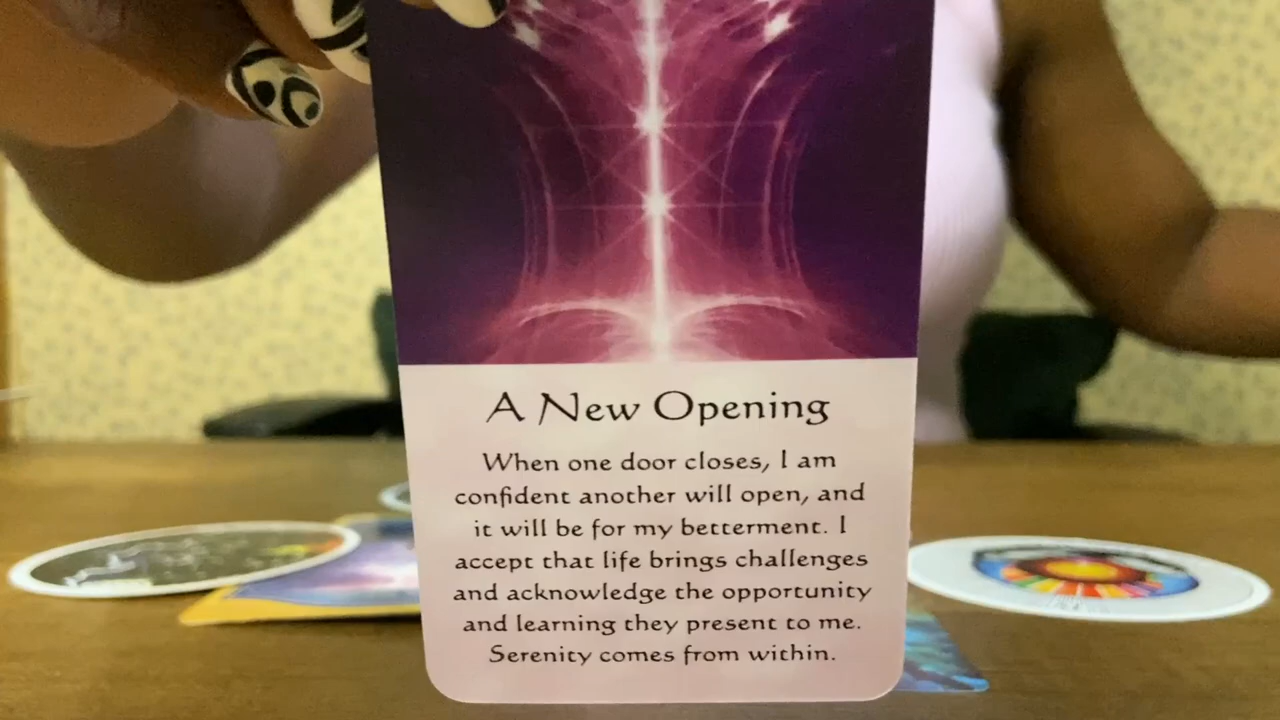 A New Opening
When one door closes, I am
confident another will open, and
it will be for my betterment. I
accept that life brings challenges
and acknowledge the opportunity
and learning they present to me.
Serenity comes from within.